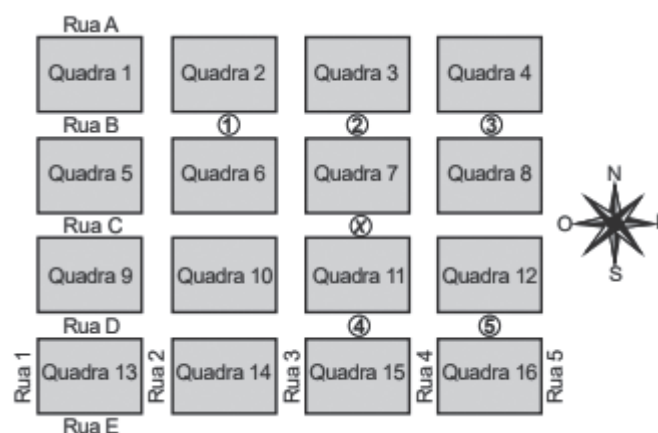 Rua A
Quadra 1 Quadra 2 Quadra 3 Quadra 4
Rua B 1 2 3
Quadra 5 Quadra 6 Quadra 7 Quadra 8
N
Rua C X O
S
Quadra 9 Quadra 10 Quadra 11 Quadra 12
Rua D 4 5
Rua 1 Quadra 13 Rua 2 Quadra 14 Rua 3 Quadra 15 Rua 4 Quadra 16 Rua 5
Rua E